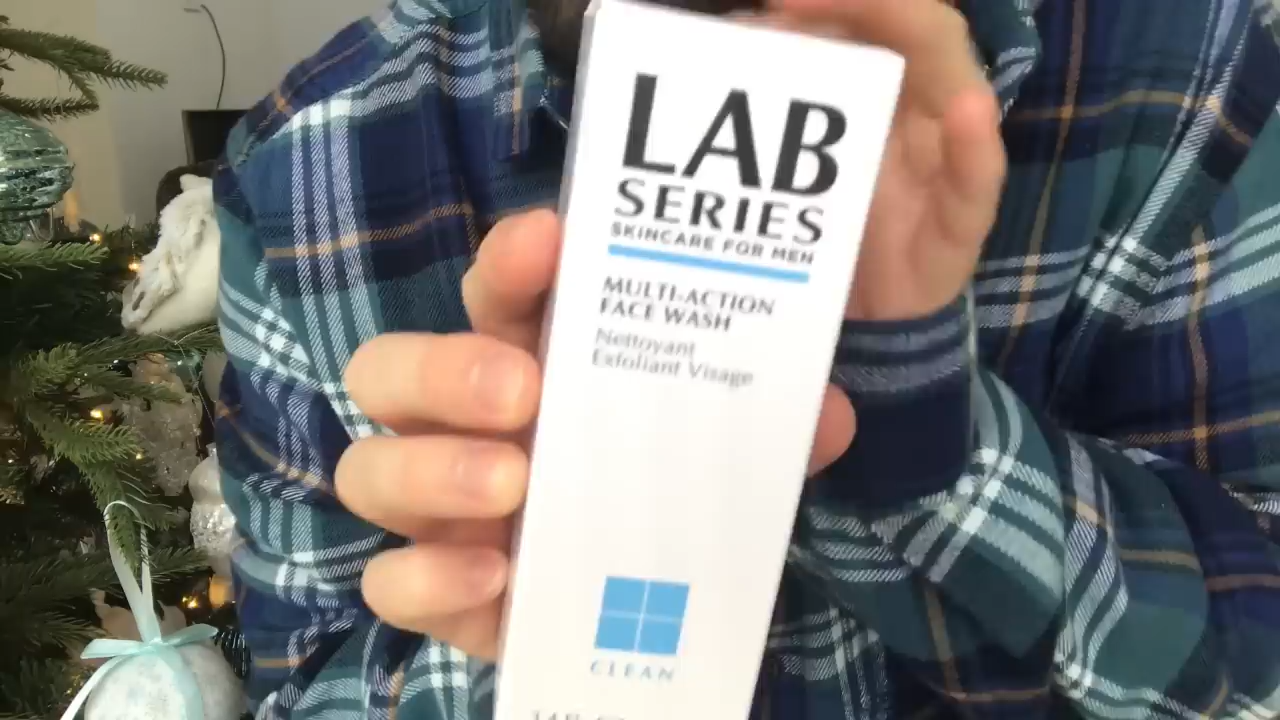 LAB
SERIES
SKINCARE FOR MEN
MULTI-ACTION
FACE WASH
Nettoyant
Exfoliant Visage
CLEAN